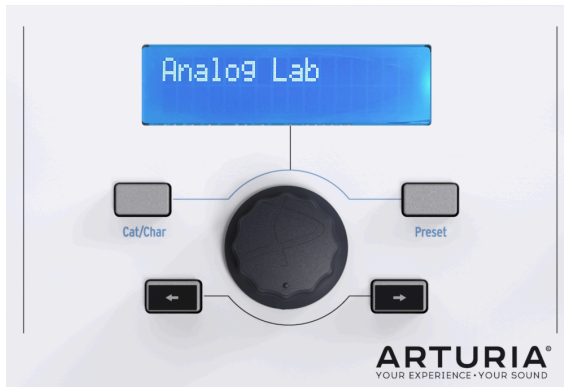 Analog Lab
Cat/Char
Preset
ARTURIA®
YOUR EXPERIENCE • YOUR SOUND